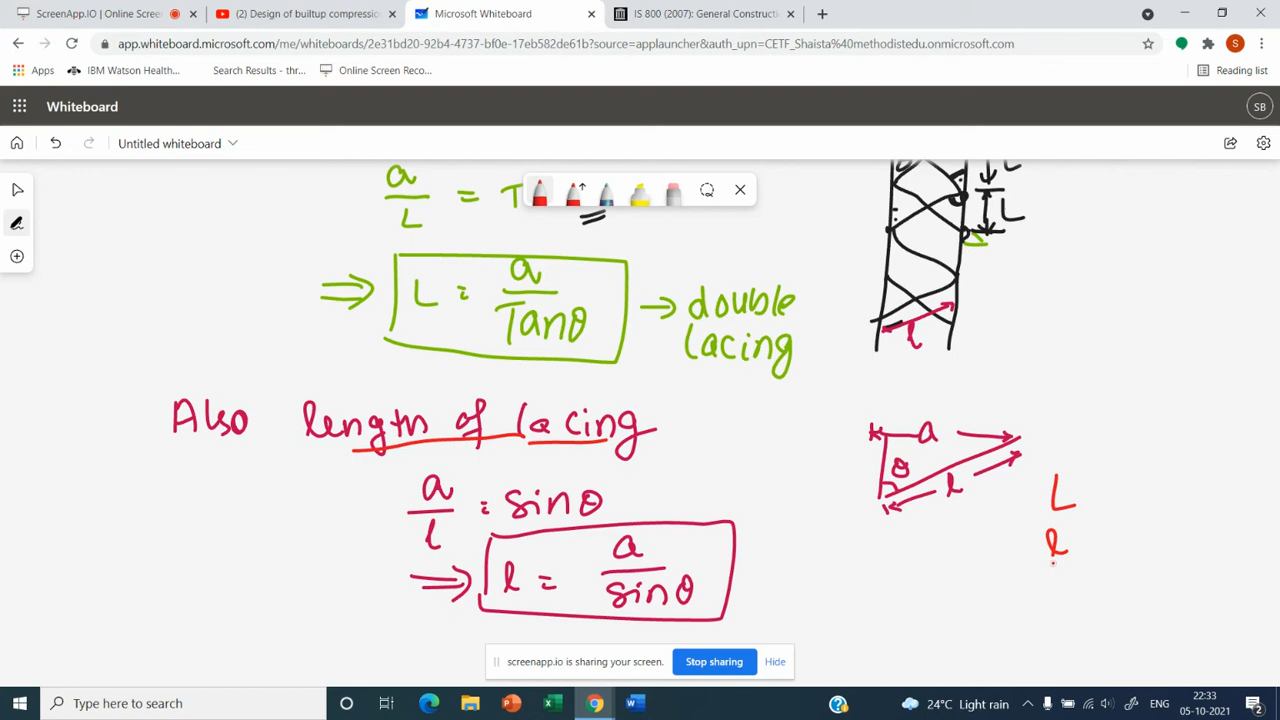 ScreenApp.IO | Online Scree
(2) Design of builtup compressio
Microsoft Whiteboard
IS 800 (2007): General Constructi
app.whiteboard.microsoft.com/me/whiteboards/2e31bd20-92b4-4737-bf0e-17eb582de61b?source=applauncher&auth_upn=CETF_Shaista%40methodistedu.onmicrosoft.com
S
Apps
IBM Watson Health...
Search Results - thr...
Online Screen Reco...
Reading list
Whiteboard
SB
Untitled whiteboard
a
L
= T
L
L
⇒ L = a
Tanθ
→ double
lacing
l
Also length of lacing
a
θ
l
a
l
= sinθ
⇒ l = a
sinθ
L
l
screenapp.io is sharing your screen.
Stop sharing
Hide
Type here to search
24°C Light rain
ENG
22:33
05-10-2021
2